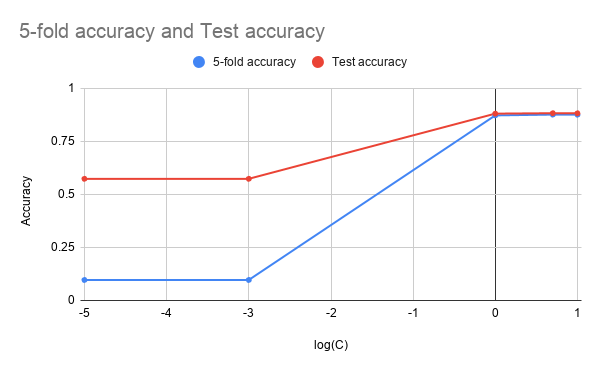 5-fold accuracy and Test accuracy
5-fold accuracy Test accuracy
1
0.75
0.5
0.25
0
Accuracy
-5 -4 -3 -2 -1 0 1
log(C)